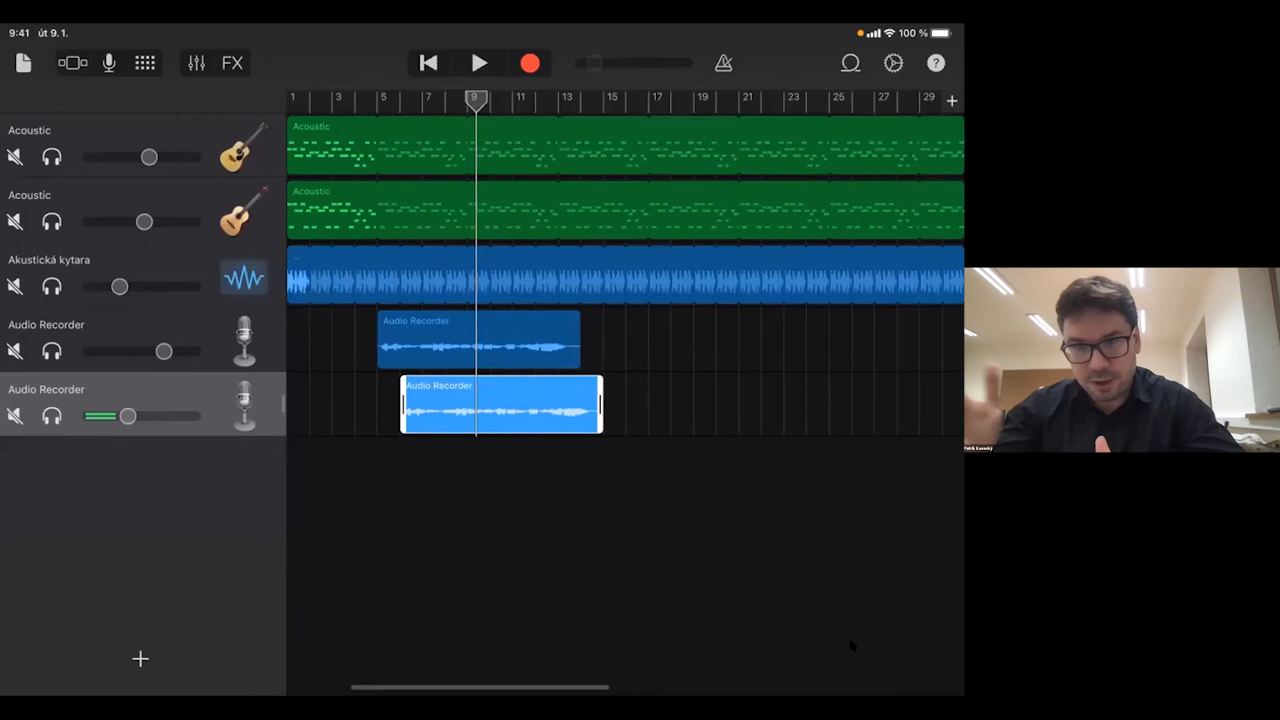 9:41 út 9. 1.
100 %
FX
?
1 3 5 7 9 11 13 15 17 19 21 23 25 27 29 +
Acoustic
Acoustic
Acoustic
Acoustic
Akustická kytara
Audio Recorder
Audio Recorder
Audio Recorder
Audio Recorder
+